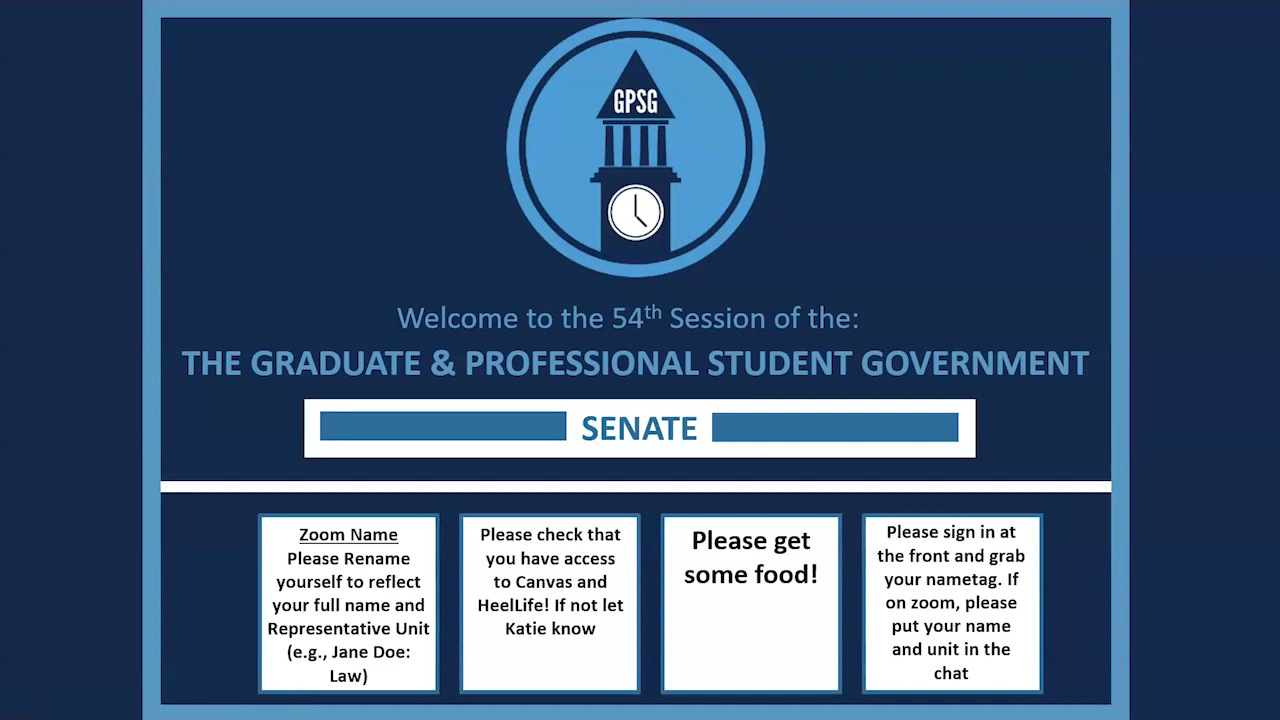 GPSG
Welcome to the 54th Session of the:
THE GRADUATE & PROFESSIONAL STUDENT GOVERNMENT
SENATE
Zoom Name
Please Rename
yourself to reflect
your full name and
Representative Unit
(e.g., Jane Doe:
Law)
Please check that
you have access
to Canvas and
HeelLife! If not let
Katie know
Please get
some food!
Please sign in at
the front and grab
your nametag. If
on zoom, please
put your name
and unit in the
chat